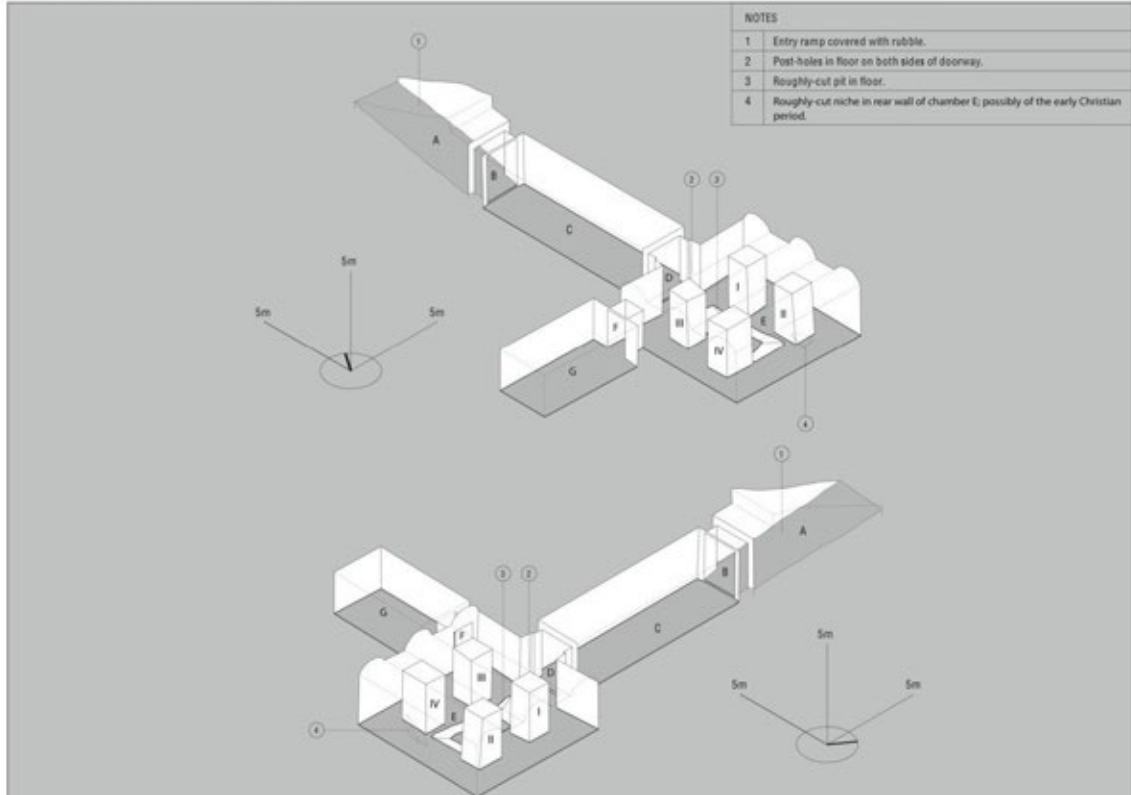 NOTES
1 Entry ramp covered with rubble.
2 Post-holes in floor on both sides of doorway.
3 Roughly-cut pit in floor.
4 Roughly-cut niche in rear wall of chamber E; possibly of the early Christian
period.
1
A
B
2 3
C
5m
5m 5m
D
I
II
III
E
F
IV
G
4
1
A
3 2
B
G
C
F
5m
III
D
5m 5m
IV
I
E
4
II